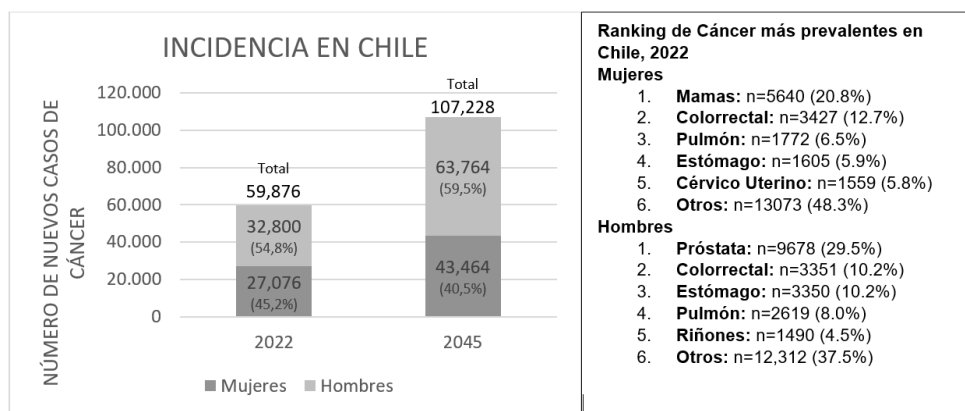 INCIDENCIA EN CHILE
NÚMERO DE NUEVOS CASOS DE
CÁNCER
120.000
100.000
80.000
60.000
40.000
20.000
0
Total
59,876
32,800
(54,8%)
27,076
(45,2%)
2022
Total
107,228
63,764
(59,5%)
43,464
(40,5%)
2045
Mujeres
Hombres
Ranking de Cáncer más prevalentes en
Chile, 2022
Mujeres
1. Mamas: n=5640 (20.8%)
2. Colorrectal: n=3427 (12.7%)
3. Pulmón: n=1772 (6.5%)
4. Estómago: n=1605 (5.9%)
5. Cérvico Uterino: n=1559 (5.8%)
6. Otros: n=13073 (48.3%)
Hombres
1. Próstata: n=9678 (29.5%)
2. Colorrectal: n=3351 (10.2%)
3. Estómago: n=3350 (10.2%)
4. Pulmón: n=2619 (8.0%)
5. Riñones: n=1490 (4.5%)
6. Otros: n=12,312 (37.5%)